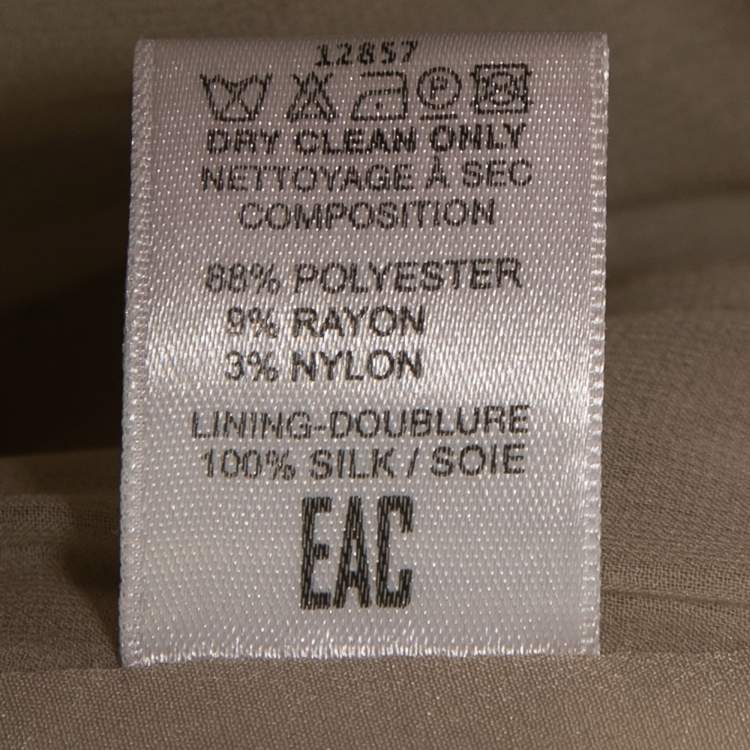 12857
P
DRY CLEAN ONLY
NETTOYAGE À SEC
COMPOSITION
88% POLYESTER
9% RAYON
3% NYLON
LINING-DOUBLURE
100% SILK / SOIE
EAC